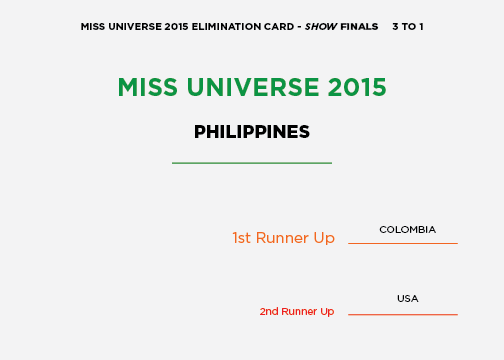 MISS UNIVERSE 2015 ELIMINATION CARD - SHOW FINALS 3 TO 1
MISS UNIVERSE 2015
PHILIPPINES
1st Runner Up COLOMBIA
2nd Runner Up USA